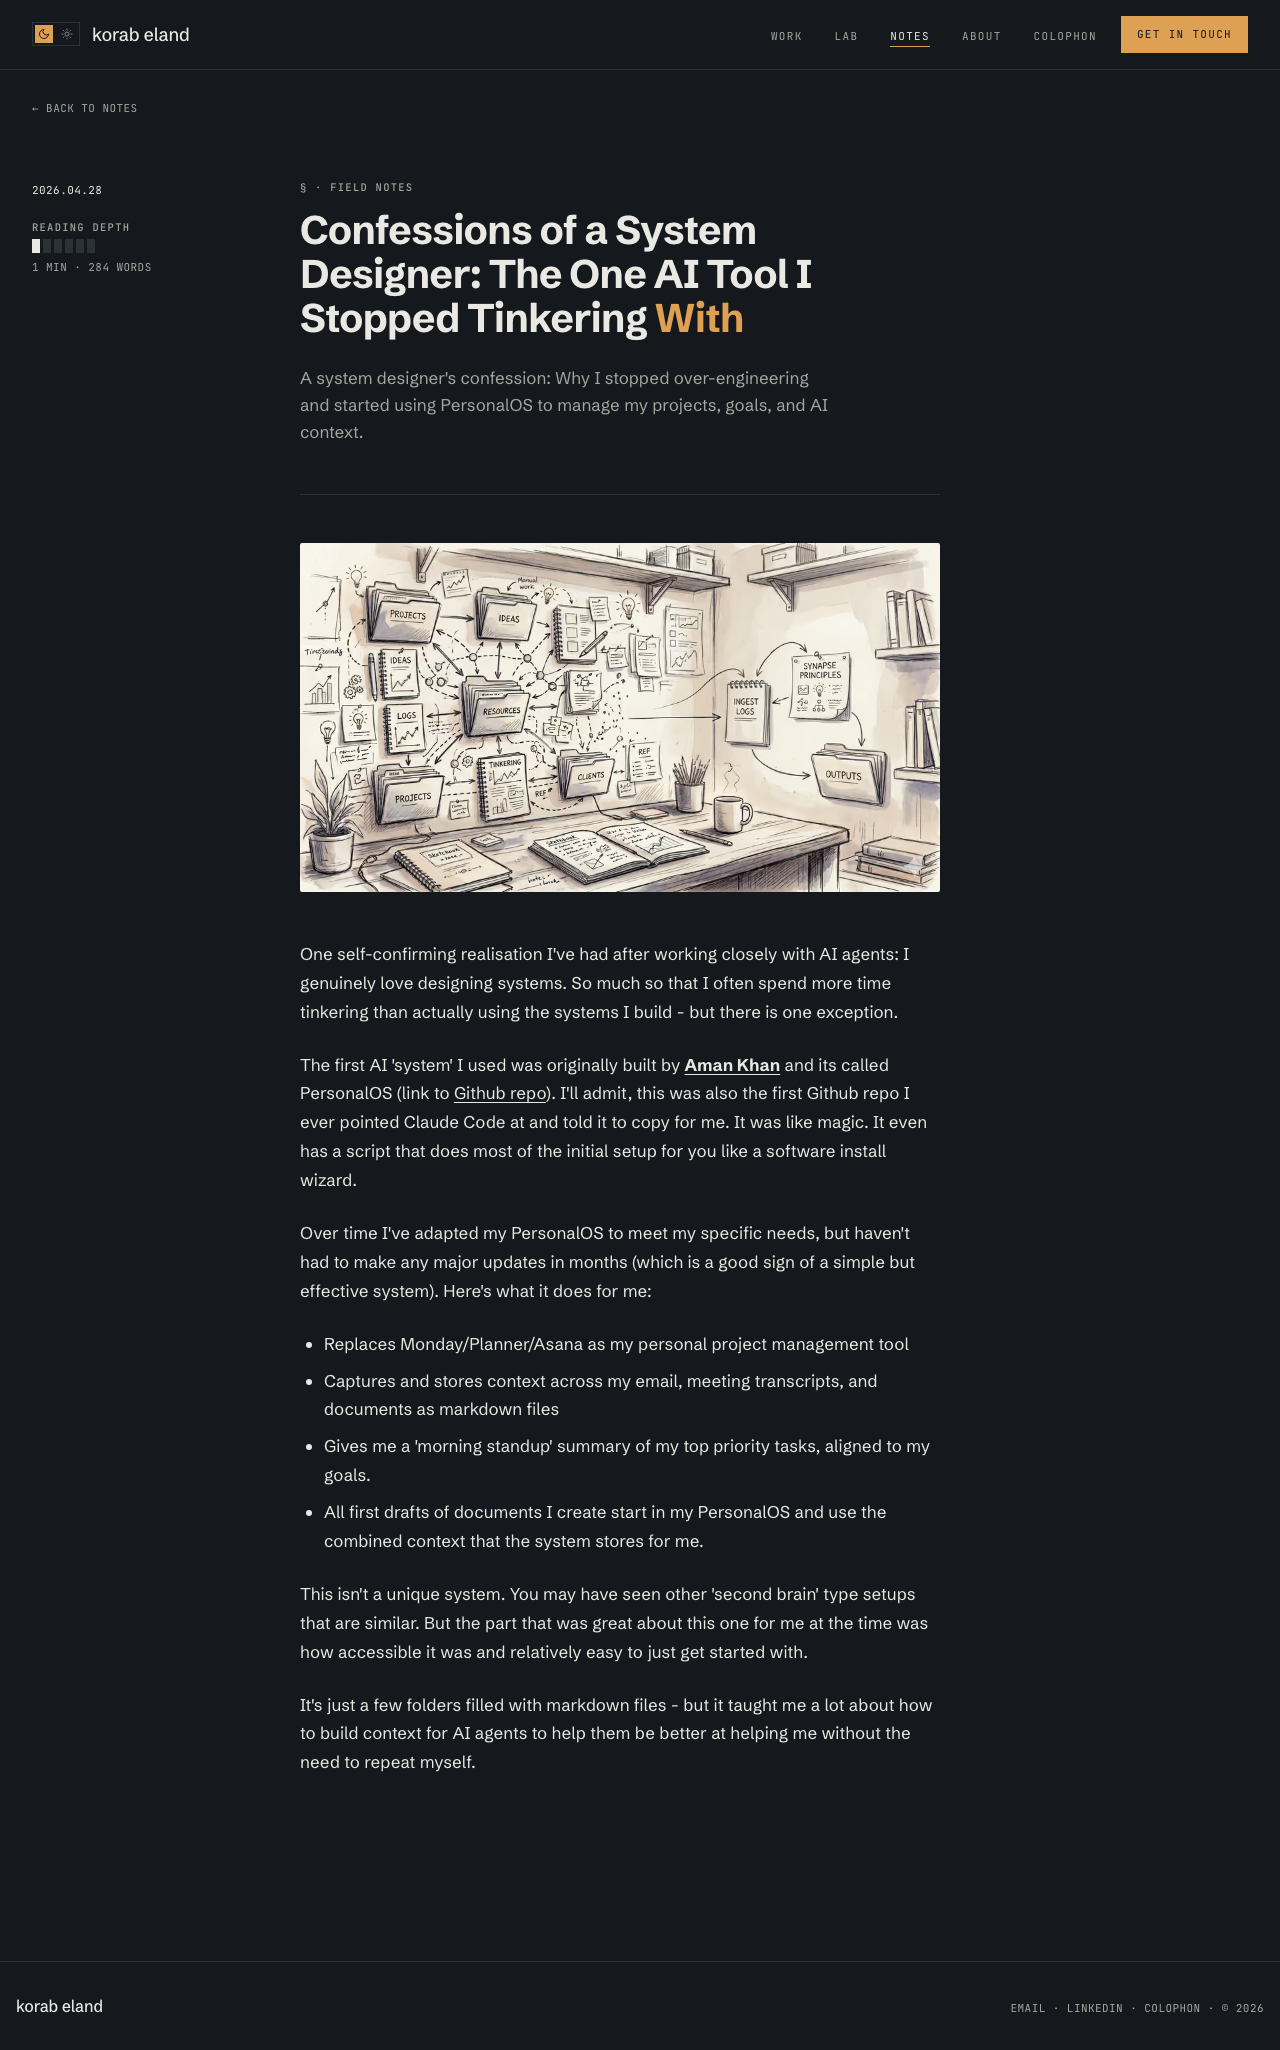 korab eland
WORK LAB NOTES ABOUT COLOPHON GET IN TOUCH
← BACK TO NOTES
2026.04.28
READING DEPTH
1 MIN · 284 WORDS
§ · FIELD NOTES
Confessions of a System
Designer: The One AI Tool I
Stopped Tinkering With
A system designer's confession: Why I stopped over-engineering
and started using PersonalOS to manage my projects, goals, and AI
context.
Manual
work
PROJECTS
IDEAS
IDEAS
RESOURCES
LOGS
TINKERING
CLIENTS
REF
REF
PROJECTS
INGEST
LOGS
SYNAPSE
PRINCIPLES
OUTPUTS
Sketchbook
One self-confirming realisation I've had after working closely with AI agents: I
genuinely love designing systems. So much so that I often spend more time
tinkering than actually using the systems I build - but there is one exception.
The first AI 'system' I used was originally built by Aman Khan and its called
PersonalOS (link to Github repo). I'll admit, this was also the first Github repo I
ever pointed Claude Code at and told it to copy for me. It was like magic. It even
has a script that does most of the initial setup for you like a software install
wizard.
Over time I've adapted my PersonalOS to meet my specific needs, but haven't
had to make any major updates in months (which is a good sign of a simple but
effective system). Here's what it does for me:
• Replaces Monday/Planner/Asana as my personal project management tool
• Captures and stores context across my email, meeting transcripts, and
documents as markdown files
• Gives me a 'morning standup' summary of my top priority tasks, aligned to my
goals.
• All first drafts of documents I create start in my PersonalOS and use the
combined context that the system stores for me.
This isn't a unique system. You may have seen other 'second brain' type setups
that are similar. But the part that was great about this one for me at the time was
how accessible it was and relatively easy to just get started with.
It's just a few folders filled with markdown files - but it taught me a lot about how
to build context for AI agents to help them be better at helping me without the
need to repeat myself.
korab eland
EMAIL · LINKEDIN · COLOPHON · © 2026